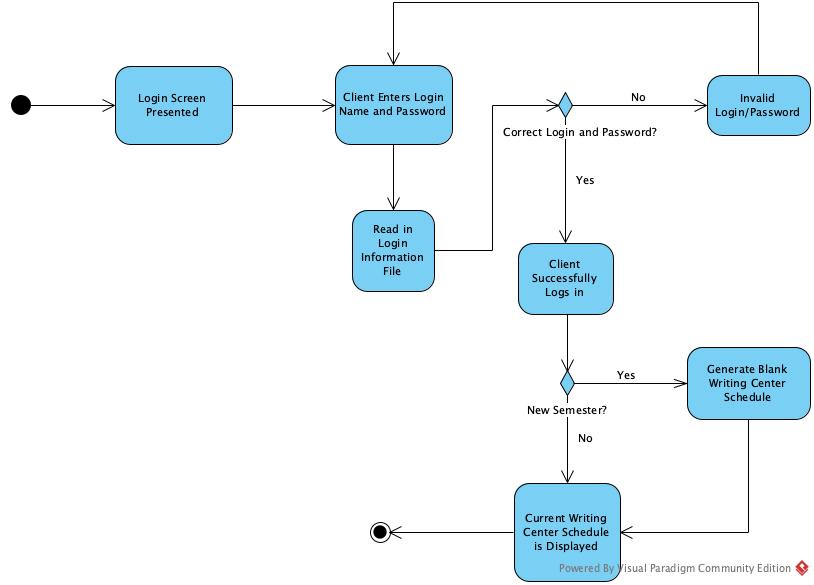 Login Screen
Presented
Client Enters Login
Name and Password
No
Invalid
Login/Password
Correct Login and Password?
Yes
Read in
Login
Information
File
Client
Successfully
Logs in
Yes
Generate Blank
Writing Center
Schedule
New Semester?
No
Current Writing
Center Schedule
is Displayed
Powered By Visual Paradigm Community Edition